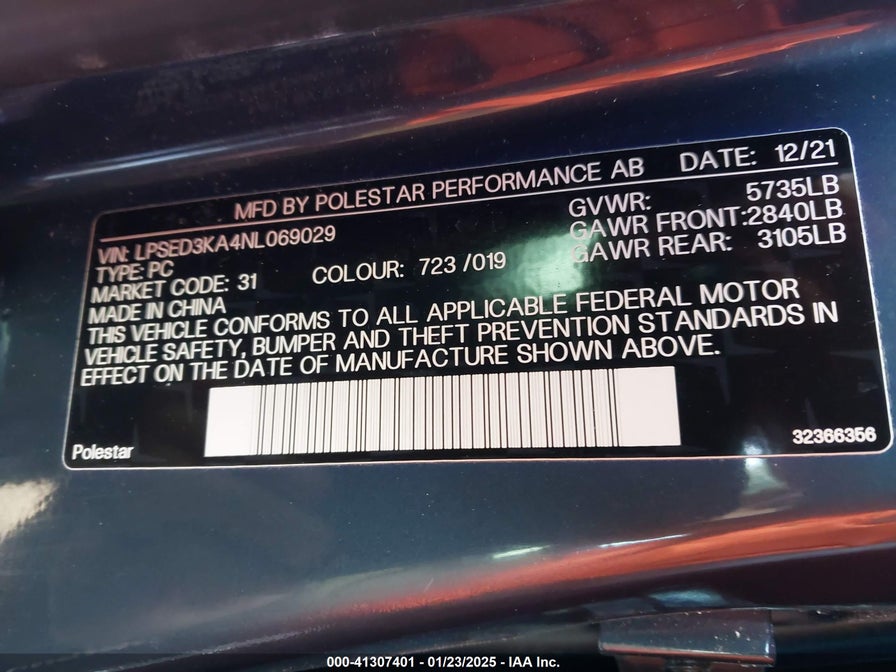 MFD BY POLESTAR PERFORMANCE AB DATE: 12/21
VIN: LPSED3KA4NL069029 GVWR: 5735LB
TYPE: PC GAWR FRONT:2840LB
MARKET CODE: 31 COLOUR: 723 /019 GAWR REAR: 3105LB
MADE IN CHINA
THIS VEHICLE CONFORMS TO ALL APPLICABLE FEDERAL MOTOR
VEHICLE SAFETY, BUMPER AND THEFT PREVENTION STANDARDS IN
EFFECT ON THE DATE OF MANUFACTURE SHOWN ABOVE.
Polestar 32366356
000-41307401 - 01/23/2025 - IAA Inc.